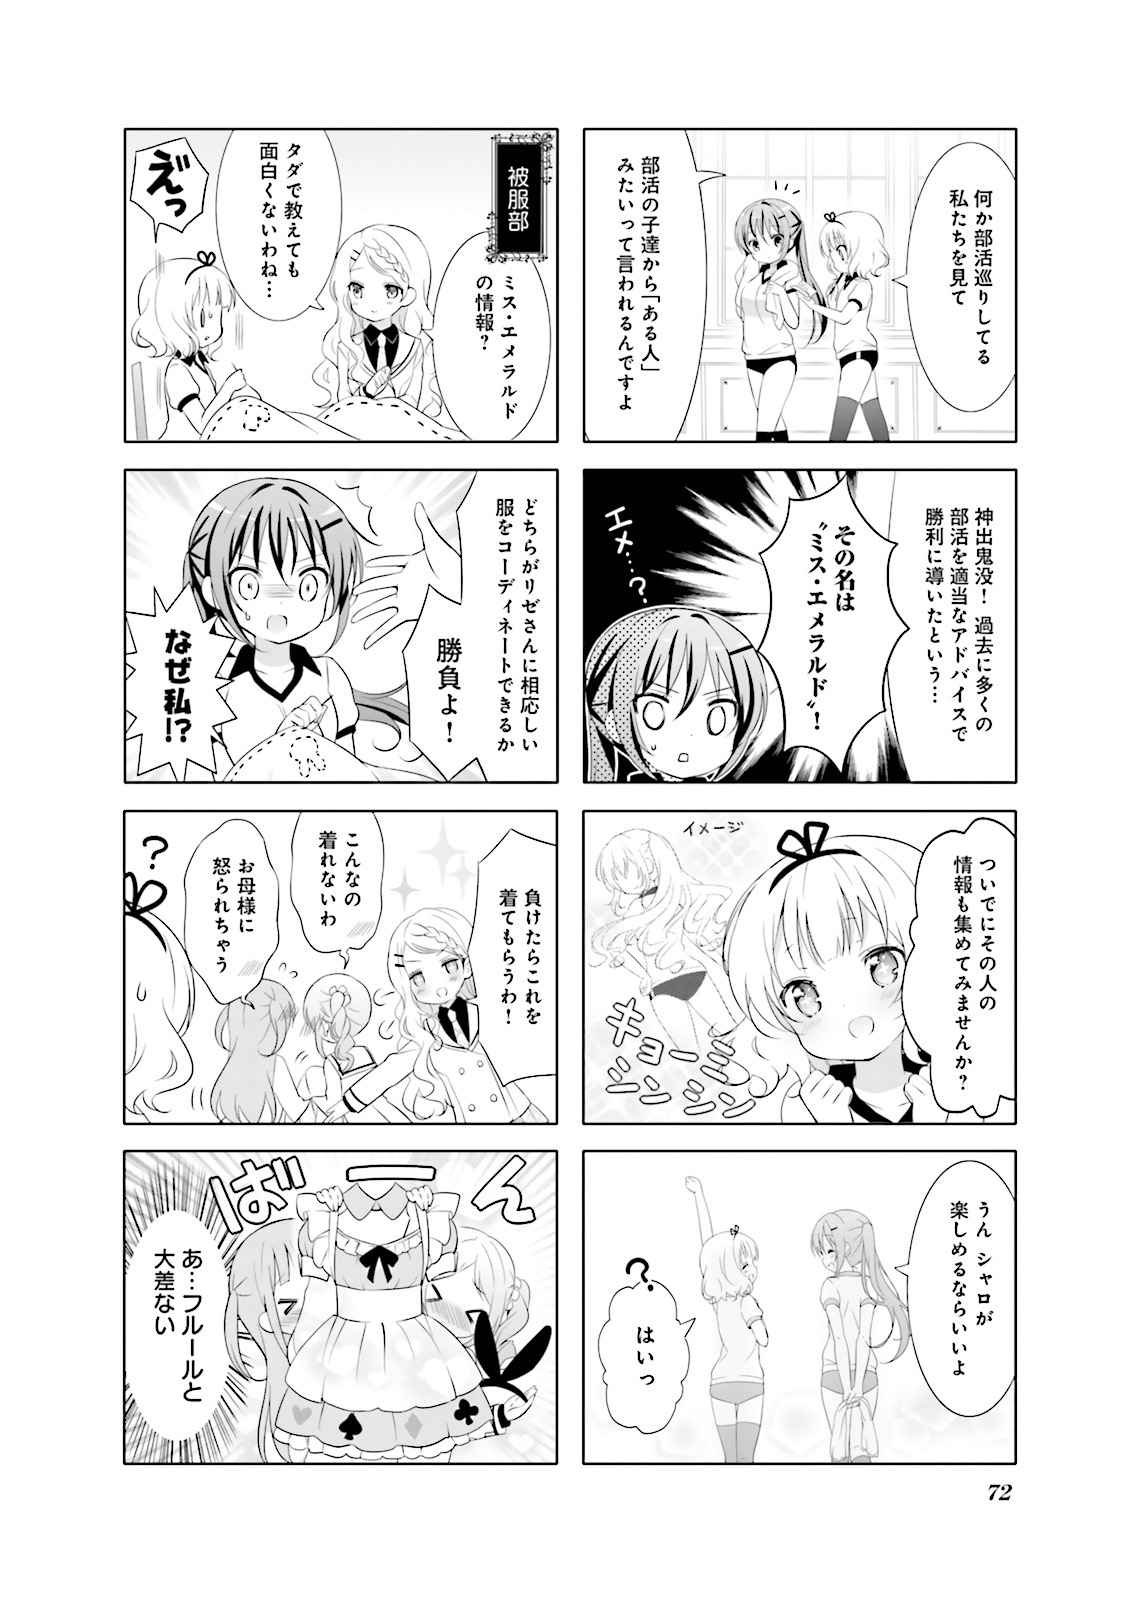 何か部活巡りしてる
私たちを見て
部活の子達から「ある人」
みたいって言われるんですよ
神出鬼没！過去に多くの
部活を適当なアドバイスで
勝利に導いたという…
その名は
〝ミス・エメラルド〟！
エメ…？
ついでにその人の
情報も集めてみませんか？
イメージ
キョーミ
シンシン
キョーミ
シンシン
うん シャロが
楽しめるならいいよ
？
はいっ
被服部
ミス・エメラルド
の情報？
タダで教えても
面白くないわね…
えっ
どちらがリゼさんに相応しい
服をコーディネートできるか
勝負よ！
なぜ私!?
負けたらこれを
着てもらうわ！
こんなの
着れないわ
お母様に
怒られちゃう
？
ばん
あ…フルールと
大差ない
72